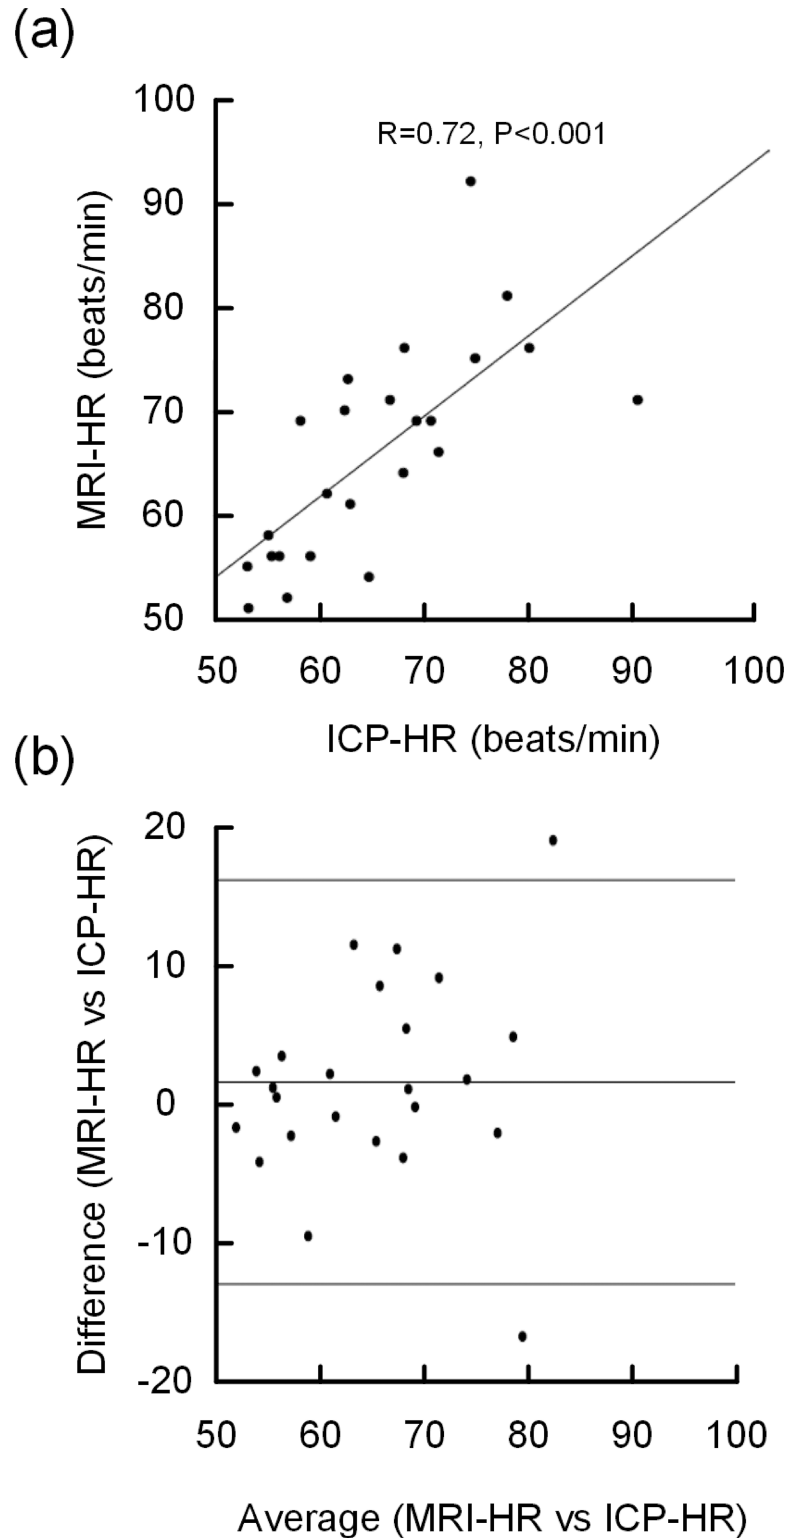 (a)
R=0.72, P<0.001
MRI-HR (beats/min)
100
90
80
70
60
50
50 60 70 80 90 100
ICP-HR (beats/min)
(b)
Difference (MRI-HR vs ICP-HR)
20
10
0
-10
-20
50 60 70 80 90 100
Average (MRI-HR vs ICP-HR)